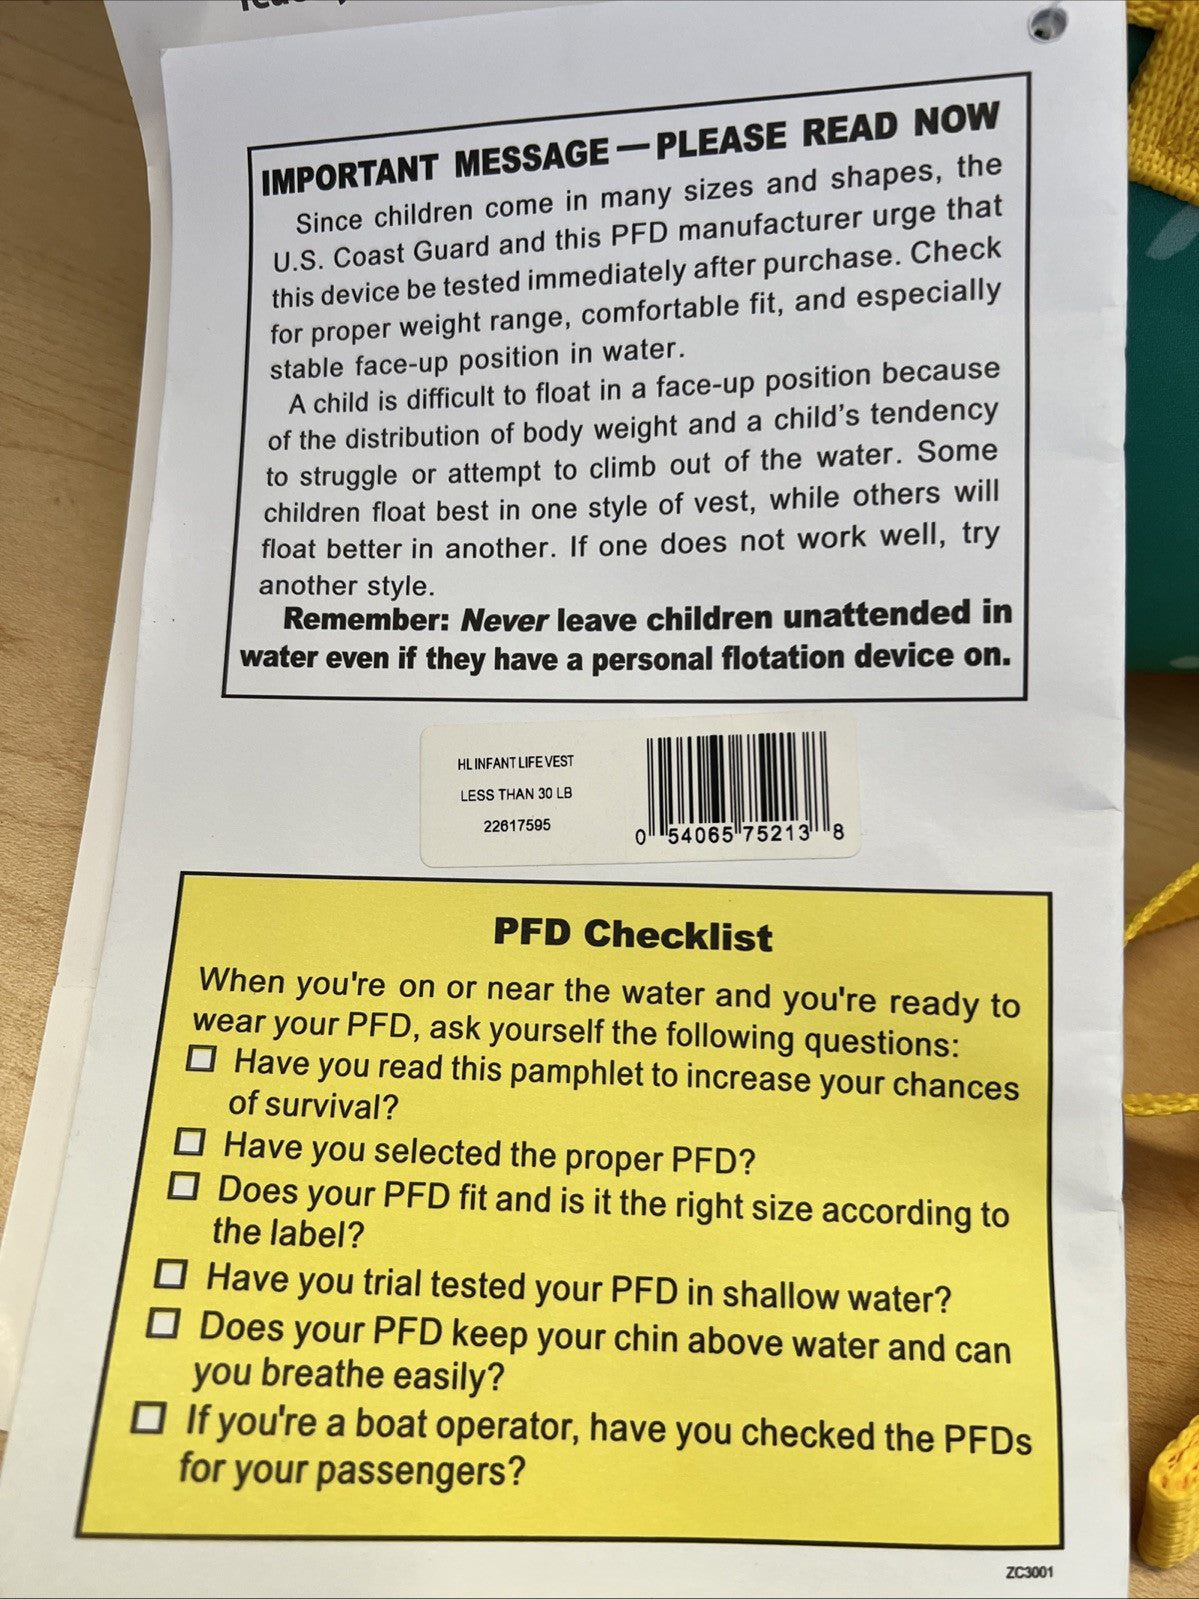 IMPORTANT MESSAGE—PLEASE READ NOW
Since children come in many sizes and shapes, the
U.S. Coast Guard and this PFD manufacturer urge that
this device be tested immediately after purchase. Check
for proper weight range, comfortable fit, and especially
stable face-up position in water.
A child is difficult to float in a face-up position because
of the distribution of body weight and a child's tendency
to struggle or attempt to climb out of the water. Some
children float best in one style of vest, while others will
float better in another. If one does not work well, try
another style.
Remember: Never leave children unattended in
water even if they have a personal flotation device on.
HL INFANT LIFE VEST
LESS THAN 30 LB
22617595
0 54065 75213 8
PFD Checklist
When you're on or near the water and you're ready to
wear your PFD, ask yourself the following questions:
Have you read this pamphlet to increase your chances
of survival?
Have you selected the proper PFD?
Does your PFD fit and is it the right size according to
the label?
Have you trial tested your PFD in shallow water?
Does your PFD keep your chin above water and can
you breathe easily?
If you're a boat operator, have you checked the PFDs
for your passengers?
ZC3001